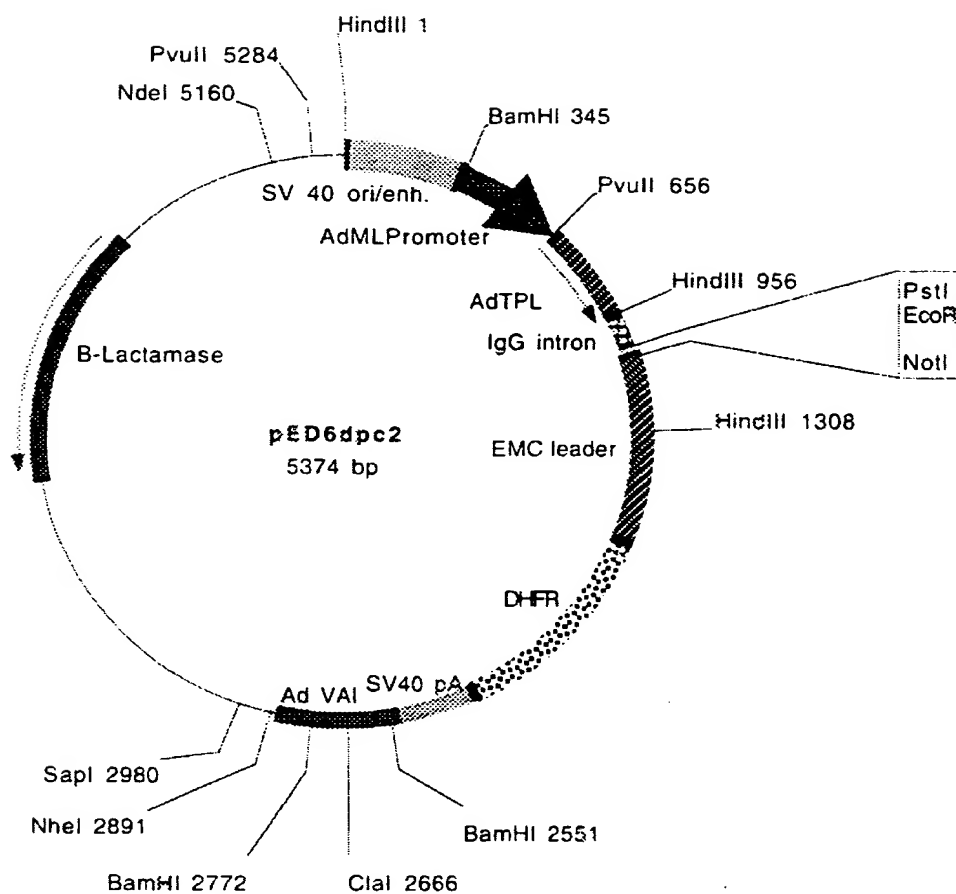 HindIII 1
PvuII 5284
NdeI 5160
BamHI 345
SV 40 ori/enh.
PvuII 656
AdMLPromoter
HindIII 956
AdTPL
PstI
EcoR
IgG intron
NotI
B-Lactamase
HindIII 1308
pED6dpc2
EMC leader
5374 bp
DHFR
SV40 pA
Ad VAI
SapI 2980
NheI 2891
BamHI 2551
BamHI 2772
ClaI 2666